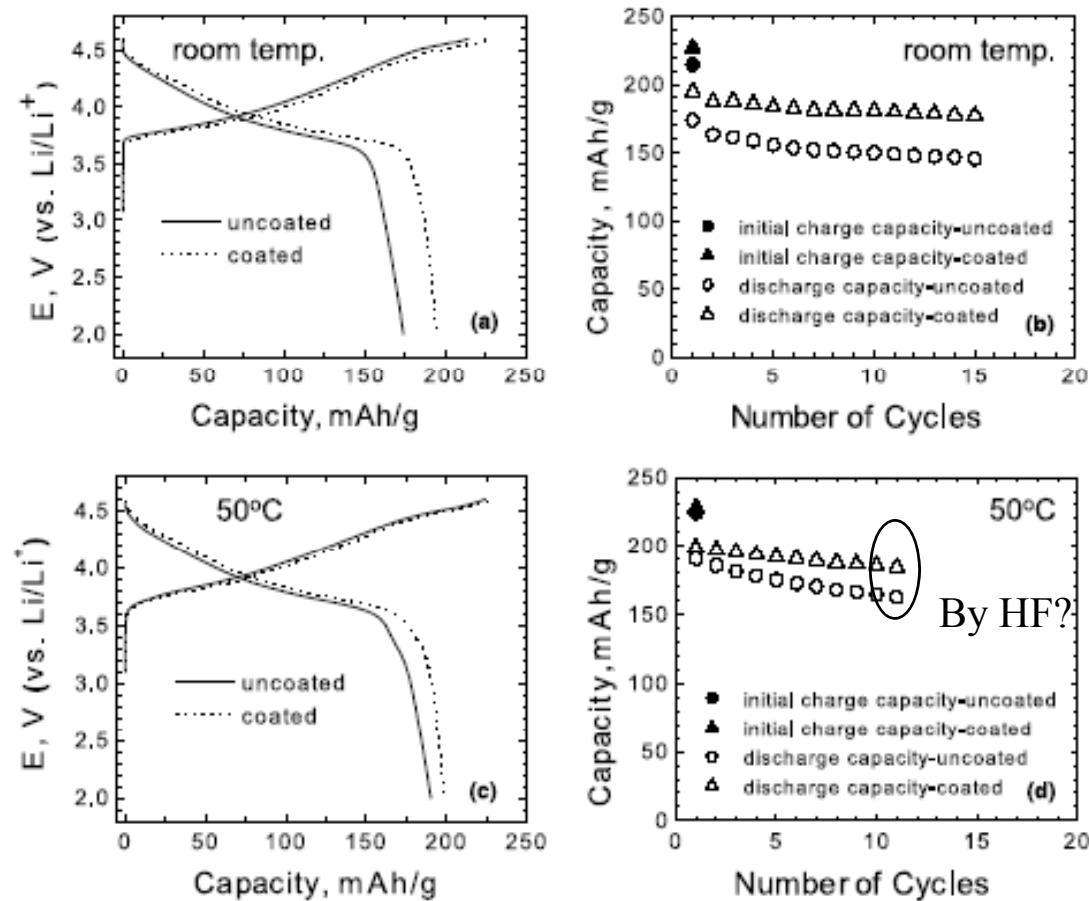 room temp.
4.5
4.0
3.5
3.0
2.5
2.0
E, V (vs. Li/Li+
uncoated
coated
(a)
0 50 100 150 200 250
Capacity, mAh/g
room temp.
250
200
150
100
50
0
Capacity, mAh/g
initial charge capacity-uncoated
initial charge capacity-coated
discharge capacity-uncoated
discharge capacity-coated
(b)
0 5 10 15 20
Number of Cycles
50oC
4.5
4.0
3.5
3.0
2.5
2.0
E, V (vs. Li/Li+)
uncoated
coated
(c)
0 50 100 150 200 250
Capacity, mAh/g
50oC
250
200
150
100
50
0
Capacity, mAh/g
By HF?
initial charge capacity-uncoated
initial charge capacity-coated
discharge capacity-uncoated
discharge capacity-coated
(d)
0 5 10 15 20
Number of Cycles